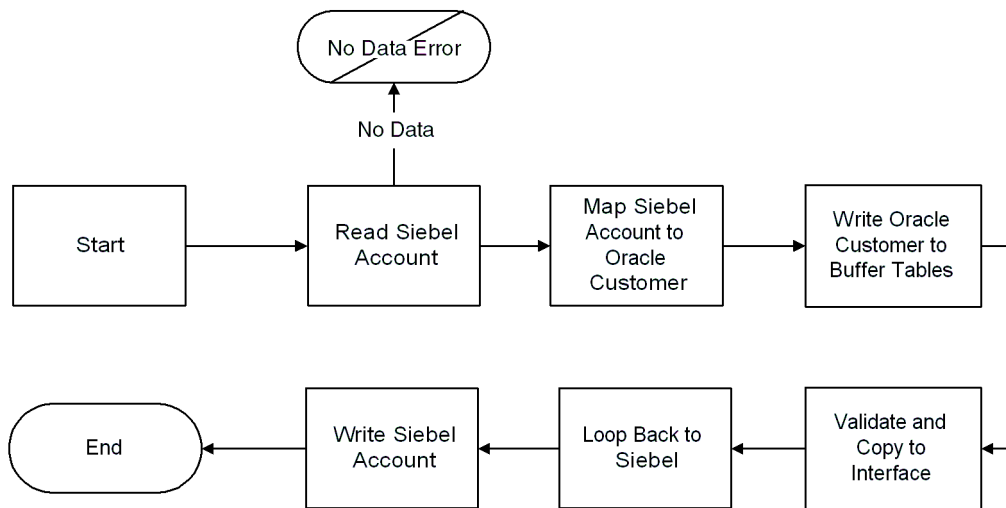 No Data Error
No Data
Start
Read Siebel
Account
Map Siebel
Account to
Oracle
Customer
Write Oracle
Customer to
Buffer Tables
End
Write Siebel
Account
Loop Back to
Siebel
Validate and
Copy to
Interface